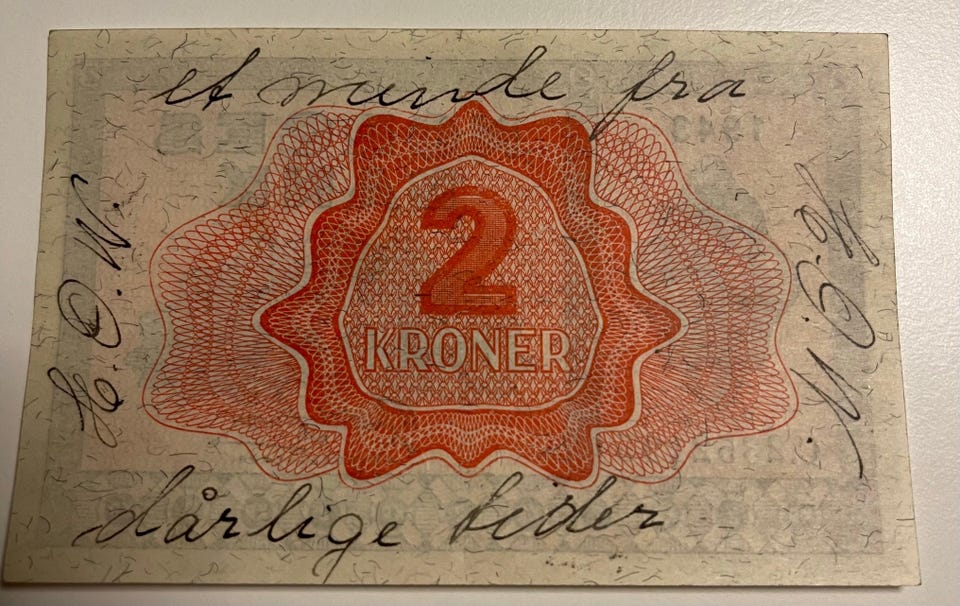 et minde fra
H. O. W.
2
KRONER
H. O. W.
dårlige tider